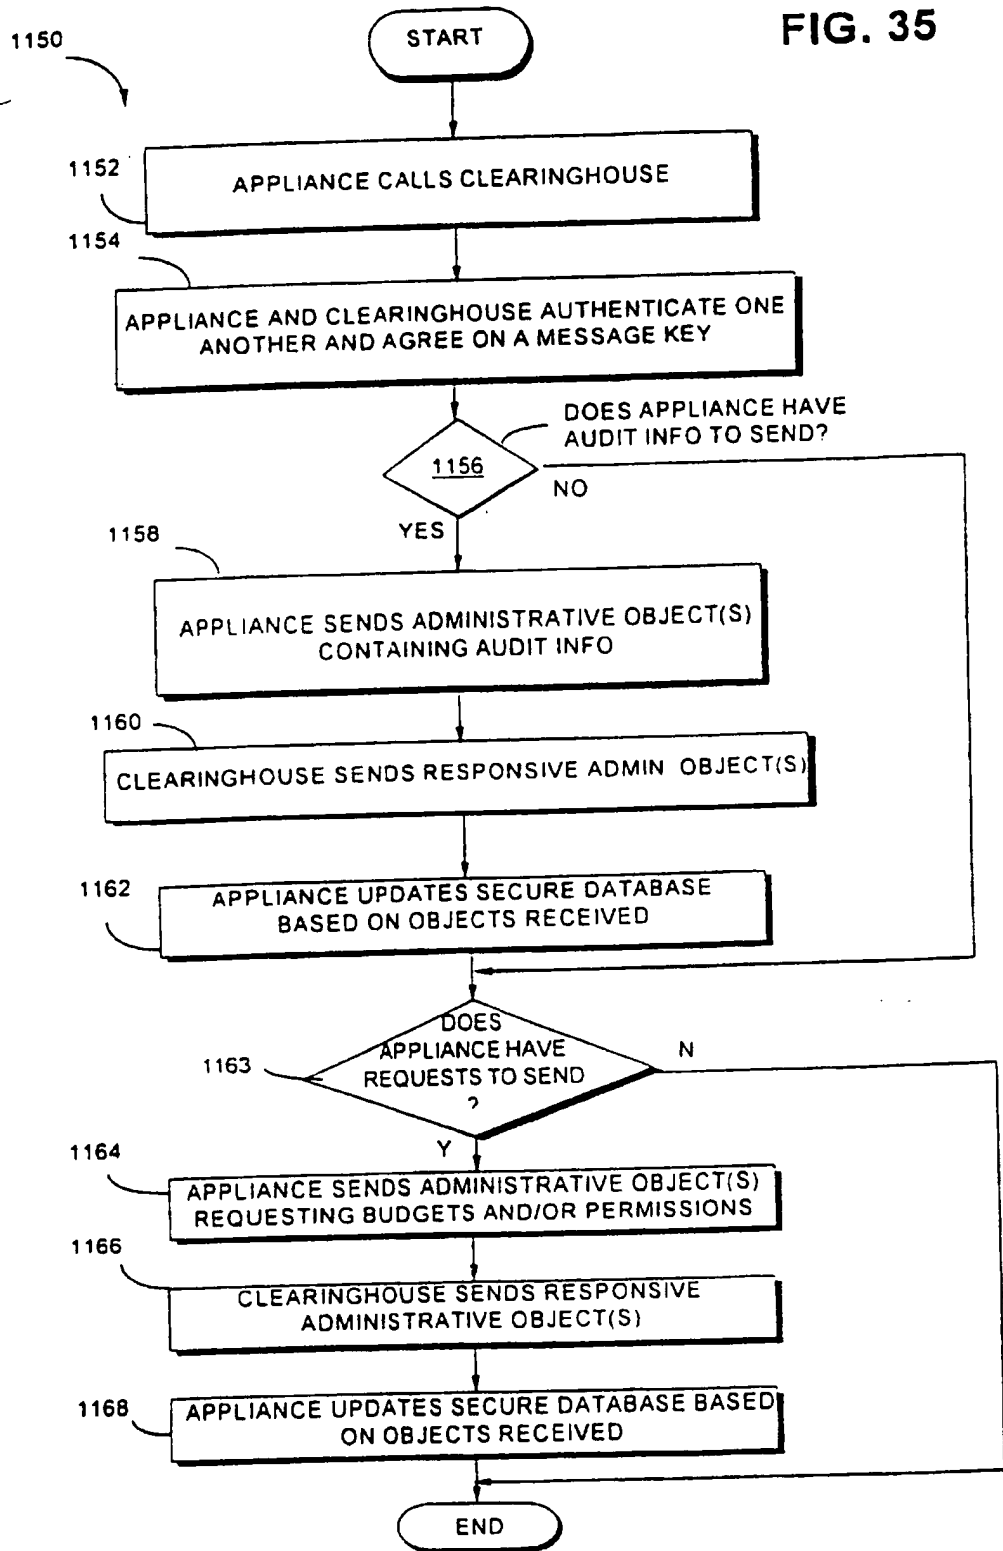 FIG. 35
1150
START
1152
APPLIANCE CALLS CLEARINGHOUSE
1154
APPLIANCE AND CLEARINGHOUSE AUTHENTICATE ONE
ANOTHER AND AGREE ON A MESSAGE KEY
DOES APPLIANCE HAVE
AUDIT INFO TO SEND?
1156
NO
YES
1158
APPLIANCE SENDS ADMINISTRATIVE OBJECT(S)
CONTAINING AUDIT INFO
1160
CLEARINGHOUSE SENDS RESPONSIVE ADMIN OBJECT(S)
1162
APPLIANCE UPDATES SECURE DATABASE
BASED ON OBJECTS RECEIVED
1163
DOES
APPLIANCE HAVE
REQUESTS TO SEND
?
N
Y
1164
APPLIANCE SENDS ADMINISTRATIVE OBJECT(S)
REQUESTING BUDGETS AND/OR PERMISSIONS
1166
CLEARINGHOUSE SENDS RESPONSIVE
ADMINISTRATIVE OBJECT(S)
1168
APPLIANCE UPDATES SECURE DATABASE BASED
ON OBJECTS RECEIVED
END